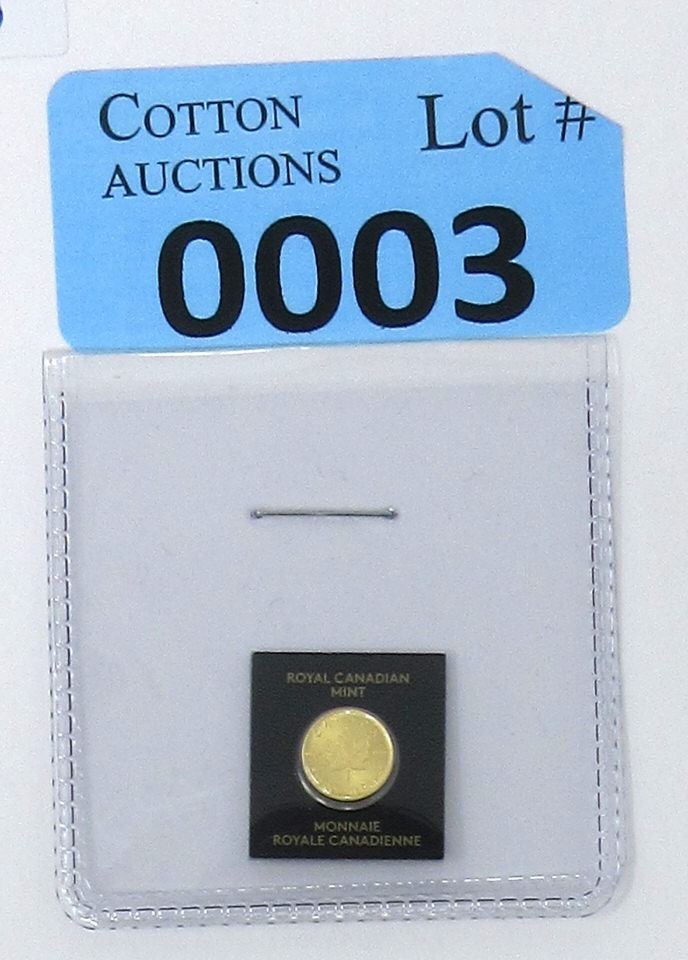 COTTON
AUCTIONS
Lot #
0003
ROYAL CANADIAN
MINT
MONNAIE
ROYALE CANADIENNE